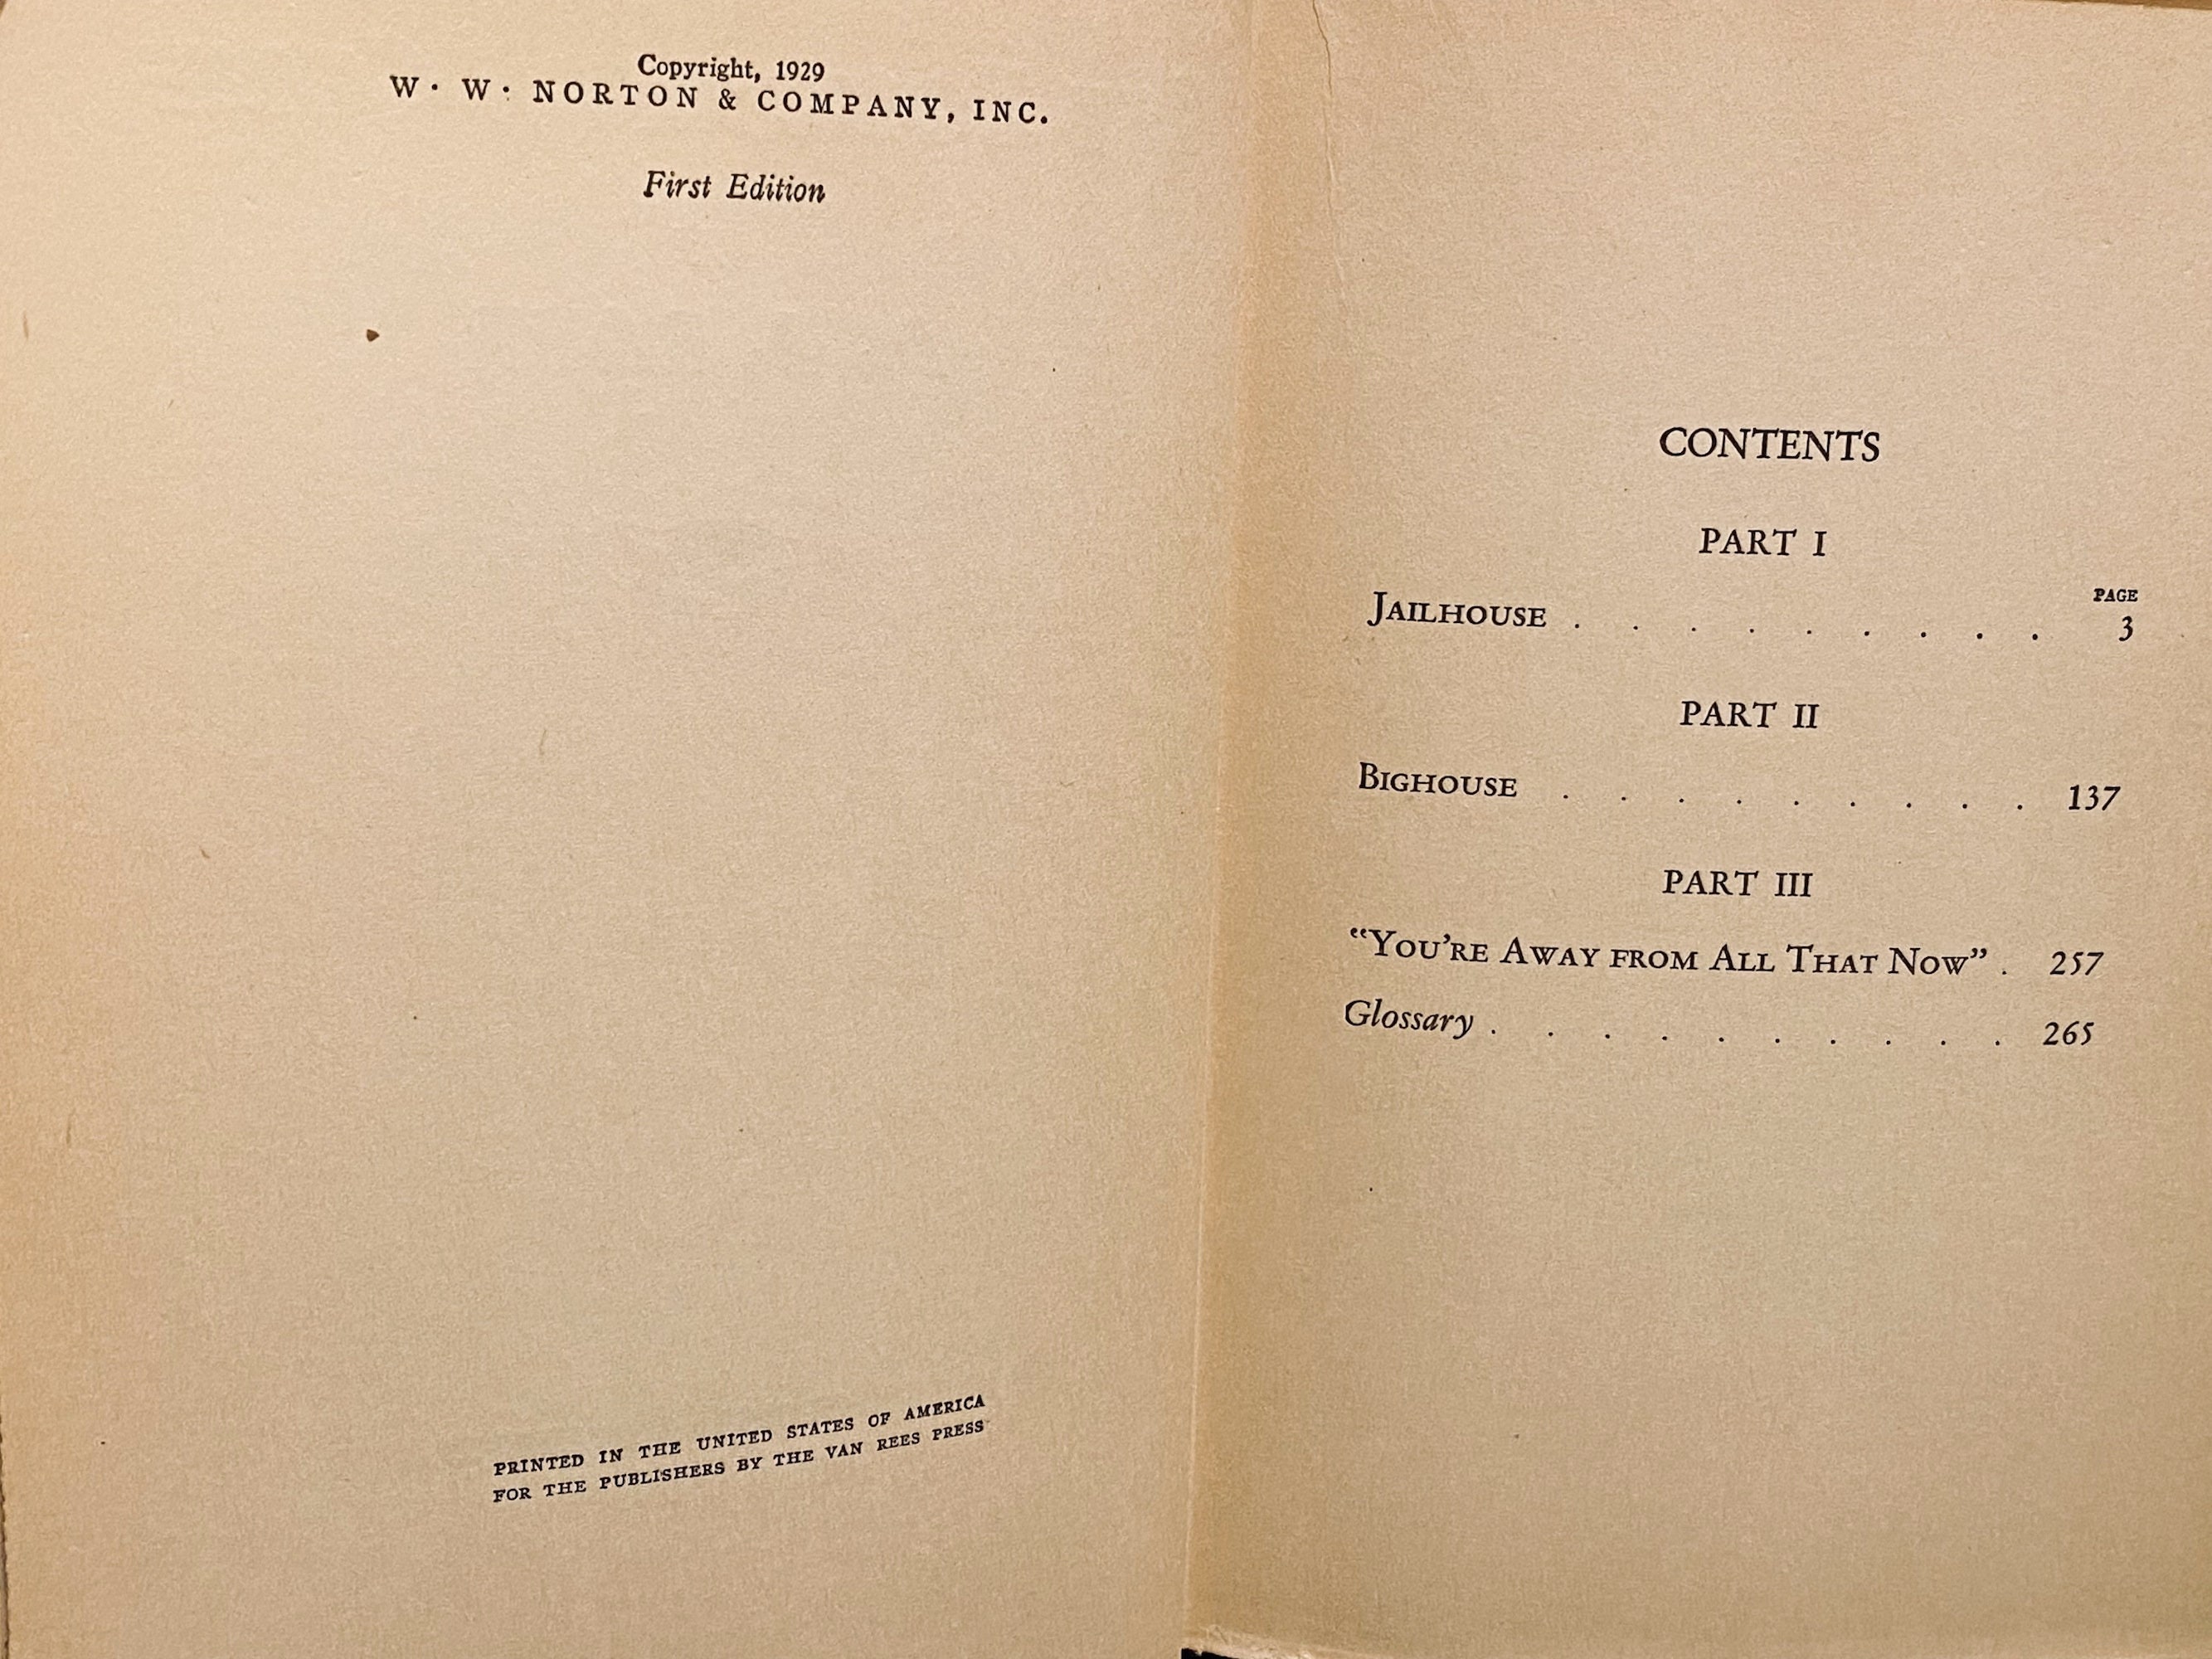 Copyright, 1929
W · W · NORTON & COMPANY, INC.
First Edition
PRINTED IN THE UNITED STATES OF AMERICA
FOR THE PUBLISHERS BY THE VAN REES PRESS
CONTENTS
PART I
PAGE
JAILHOUSE . . . . . . . . . 3
PART II
BIGHOUSE . . . . . . . . . 137
PART III
“YOU’RE AWAY FROM ALL THAT NOW” . 257
Glossary . . . . . . . . . . 265